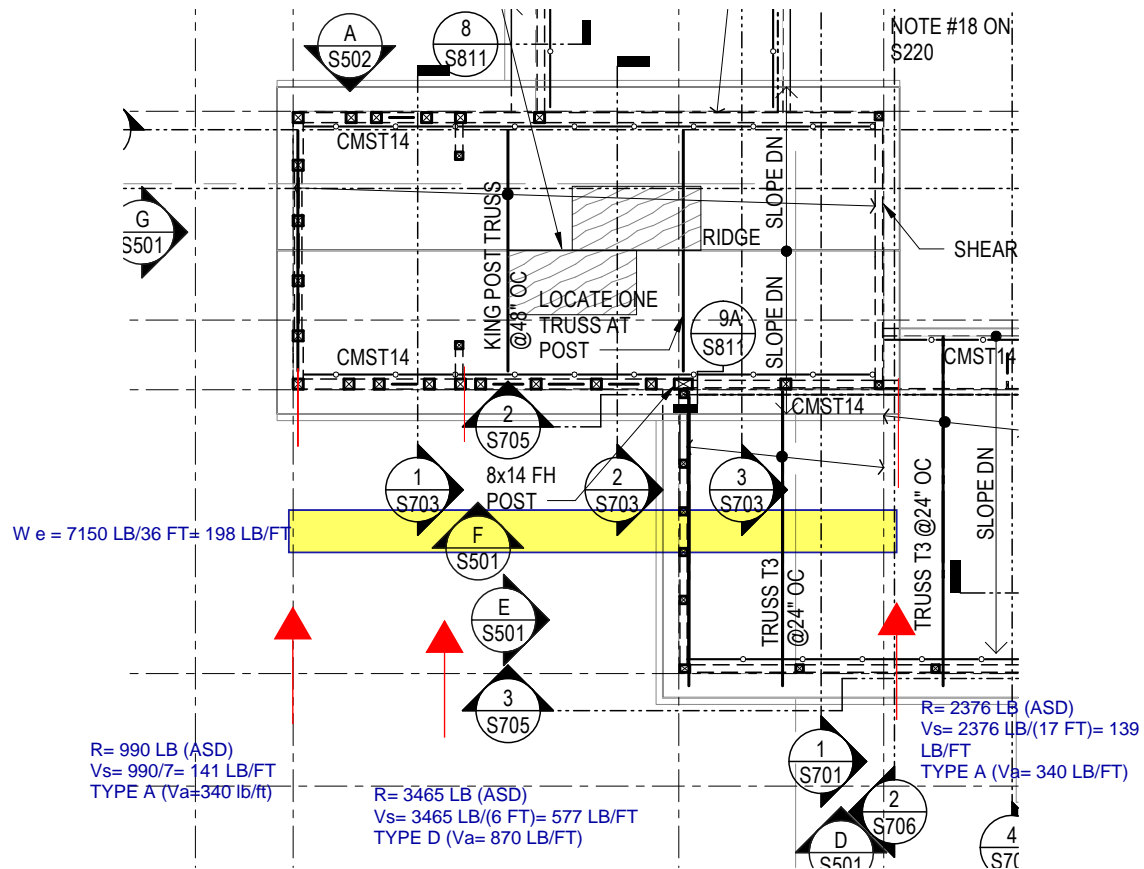 A
S502
8
S811
NOTE #18 ON
S220
CMST14
G
S501
KING POST TRUSS
@48" OC
SLOPE DN
RIDGE
SHEAR
SLOPE DN
LOCATE ONE
TRUSS AT
POST
9A
S811
CMST14
CMST14
CMST14
2
S705
1
S703
8x14 FH
POST
2
S703
3
S703
TRUSS T3
@24" OC
TRUSS T3 @24" OC
SLOPE DN
W e = 7150 LB/36 FT= 198 LB/FT
F
S501
E
S501
3
S705
R= 990 LB (ASD)
Vs= 990/7= 141 LB/FT
TYPE A (Va=340 lb/ft)
R= 3465 LB (ASD)
Vs= 3465 LB/(6 FT)= 577 LB/FT
TYPE D (Va= 870 LB/FT)
R= 2376 LB (ASD)
Vs= 2376 LB/(17 FT)= 139
LB/FT
TYPE A (Va= 340 LB/FT)
1
S701
2
S706
D
S501
4
S70